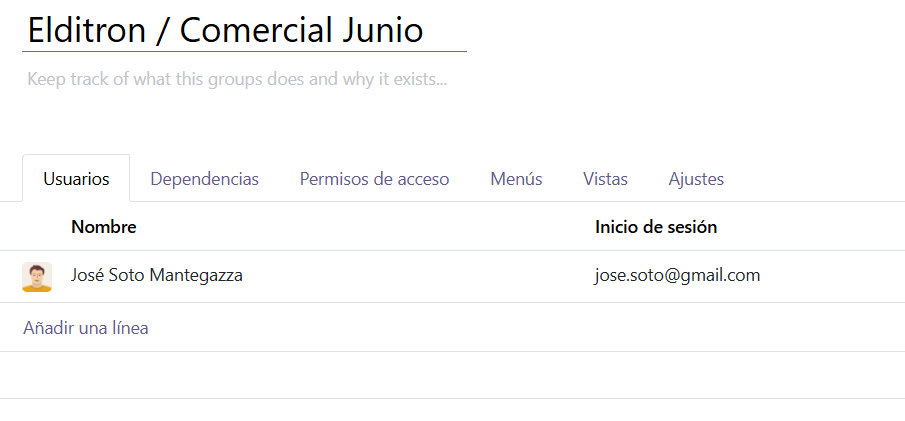 Elditron / Comercial Junio
Keep track of what this groups does and why it exists...
Usuarios Dependencias Permisos de acceso Menús Vistas Ajustes
Nombre Inicio de sesión
José Soto Mantegazza jose.soto@gmail.com
Añadir una línea